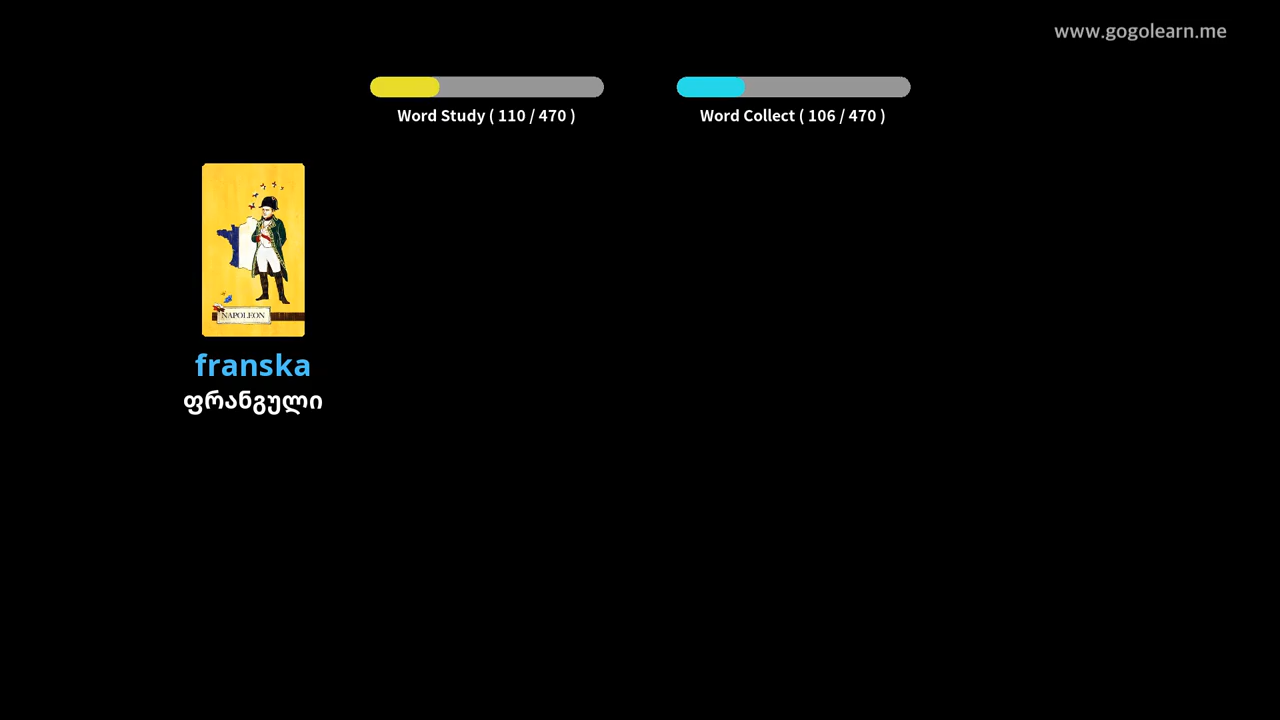 www.gogolearn.me
Word Study ( 110 / 470 )
Word Collect ( 106 / 470 )
NAPOLEON
franska
ფრანგული